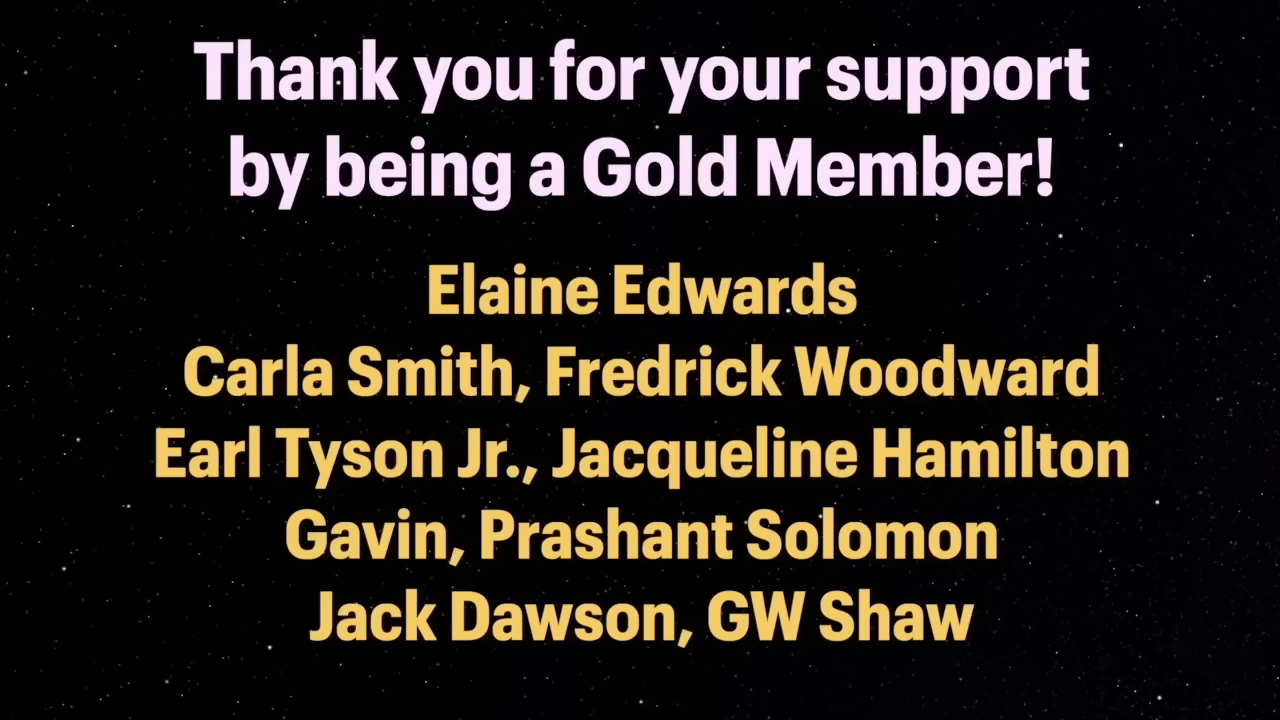 Thank you for your support
by being a Gold Member!
Elaine Edwards
Carla Smith, Fredrick Woodward
Earl Tyson Jr., Jacqueline Hamilton
Gavin, Prashant Solomon
Jack Dawson, GW Shaw